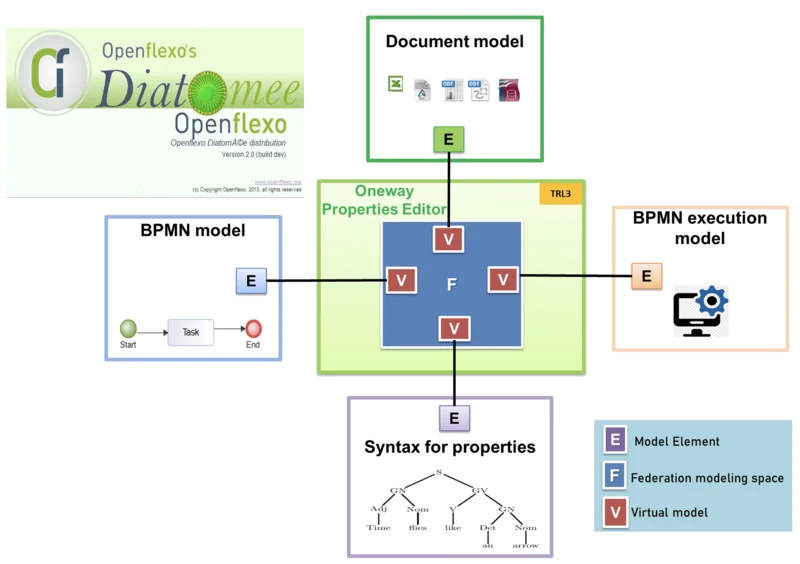 Openflexo's
Diatomee
Openflexo
Openflexo DiatomÃ©e distribution
Version 2.0 (build dev)
www.openflexo.org
(c) Copyright Openflexo, 2013, all rights reserved
Document model
ODF
ODF
E
Oneway
Properties Editor
TRL3
V
BPMN model
E
Start
Task
End
V
F
V
V
BPMN execution
model
E
E
Syntax for properties
S
GN
GV
Adj
Nom
V
GN
Time
flies
like
Det
Nom
an
arrow
E
Model Element
F
Federation modeling space
V
Virtual model